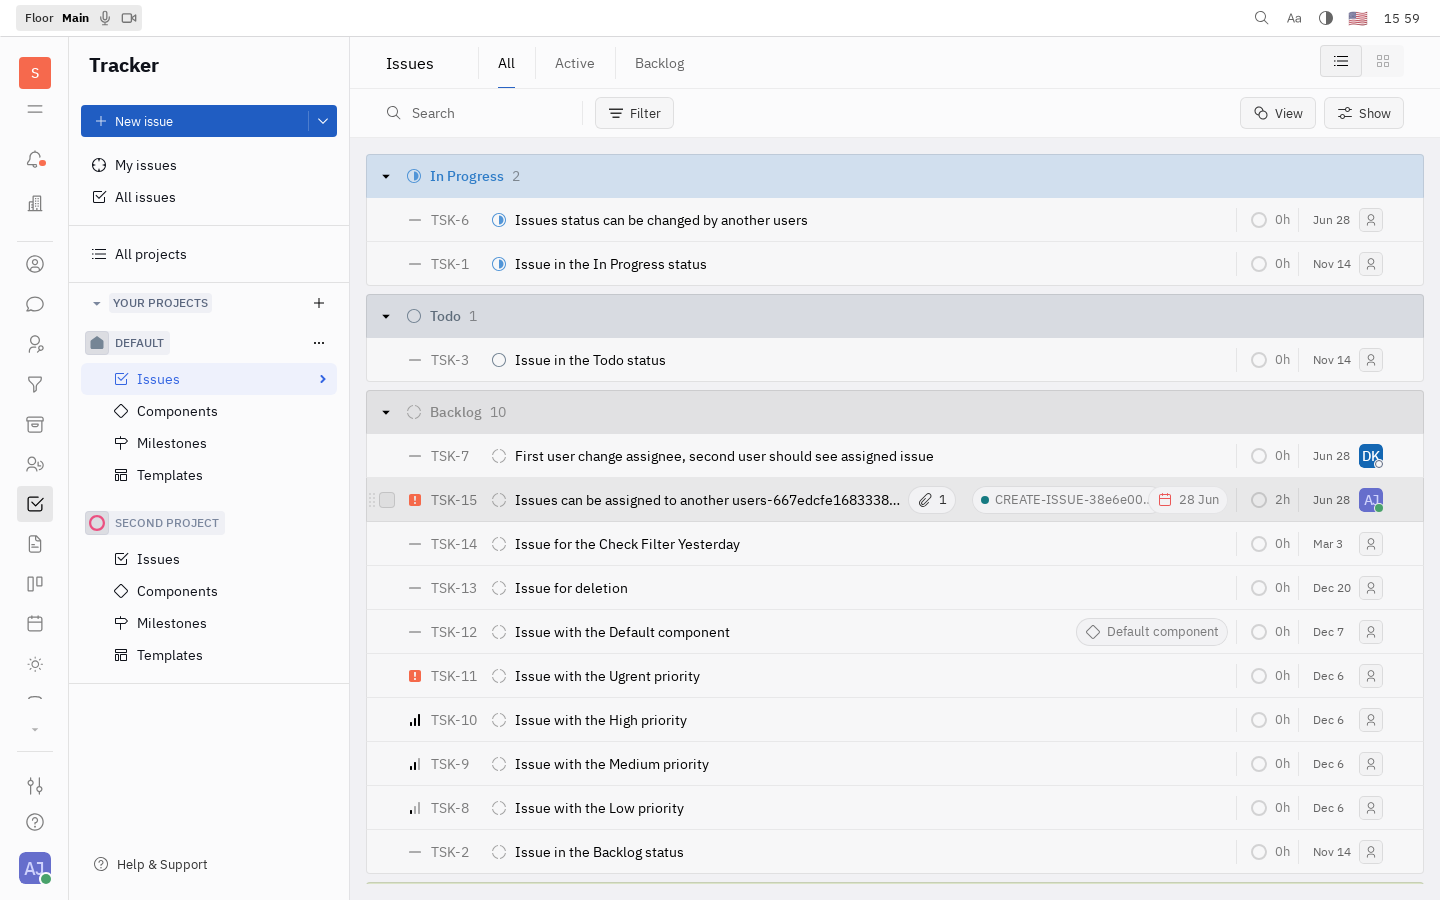 Floor Main
Aa
15 59
S
Tracker
New issue
My issues
All issues
All projects
YOUR PROJECTS
DEFAULT
Issues
Components
Milestones
Templates
SECOND PROJECT
Issues
Components
Milestones
Templates
Help & Support
AJ
Issues
All
Active
Backlog
Search
Filter
View
Show
In Progress 2
TSK-6 Issues status can be changed by another users 0h Jun 28
TSK-1 Issue in the In Progress status 0h Nov 14
Todo 1
TSK-3 Issue in the Todo status 0h Nov 14
Backlog 10
TSK-7 First user change assignee, second user should see assigned issue 0h Jun 28 DK
TSK-15 Issues can be assigned to another users-667edcfe1683338... 1 CREATE-ISSUE-38e6e00... 28 Jun 2h Jun 28 AJ
TSK-14 Issue for the Check Filter Yesterday 0h Mar 3
TSK-13 Issue for deletion 0h Dec 20
TSK-12 Issue with the Default component Default component 0h Dec 7
TSK-11 Issue with the Ugrent priority 0h Dec 6
TSK-10 Issue with the High priority 0h Dec 6
TSK-9 Issue with the Medium priority 0h Dec 6
TSK-8 Issue with the Low priority 0h Dec 6
TSK-2 Issue in the Backlog status 0h Nov 14